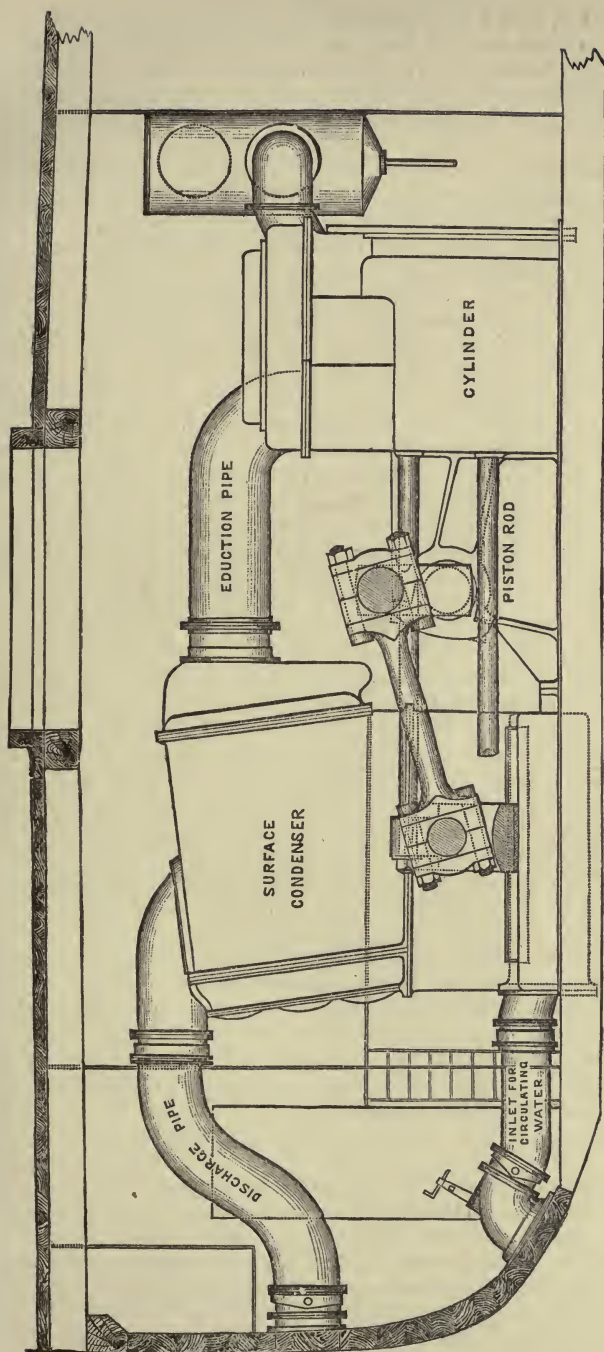 DISCHARGE PIPE
EDUCTION PIPE
SURFACE
CONDENSER
CYLINDER
PISTON ROD
INLET FOR
CIRCULATING
WATER